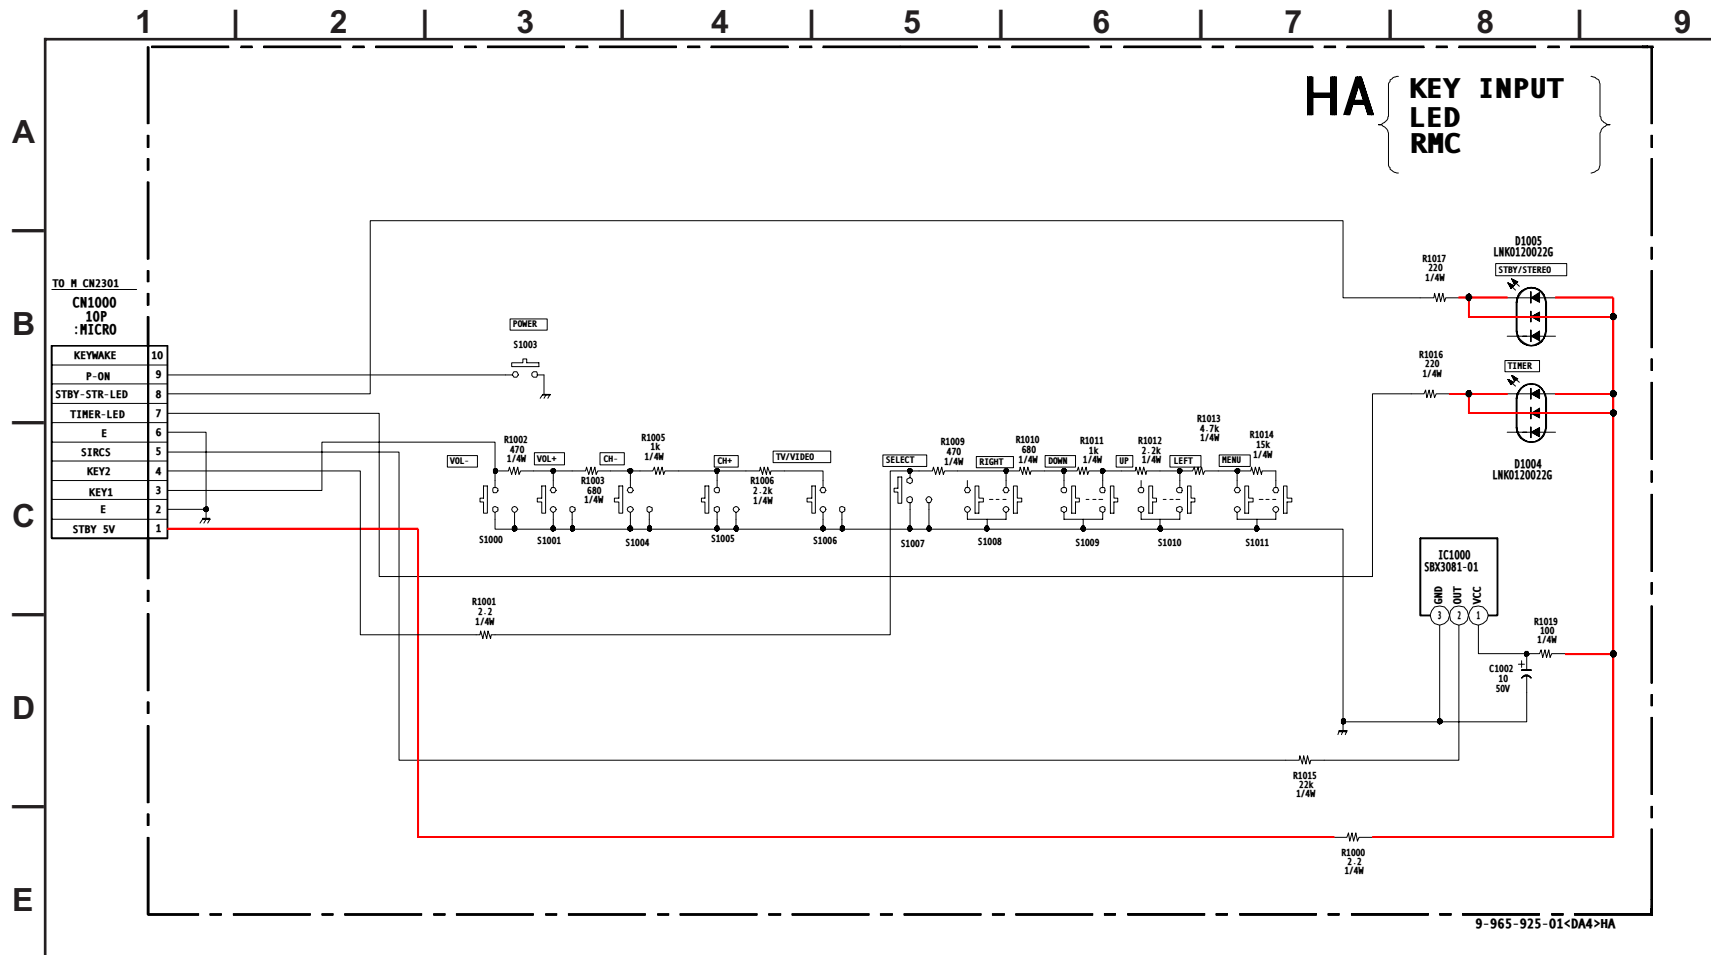 1 2 3 4 5 6 7 8 9
A
HA
KEY INPUT
LED
RMC
B
TO M CN2301
CN1000
10P
:MICRO
KEYWAKE 10
P-ON 9
STBY-STR-LED 8
TIMER-LED 7
E 6
SIRCS 5
KEY2 4
KEY1 3
E 2
STBY 5V 1
POWER
S1003
R1017
220
1/4W
D1005
LNK0120022G
STBY/STEREO
R1016
220
1/4W
TIMER
D1004
LNK0120022G
C
VOL-
R1002
470
1/4W
VOL+
R1003
680
1/4W
CH-
R1005
1k
1/4W
CH+
R1006
2.2k
1/4W
TV/VIDEO
SELECT
R1009
470
1/4W
RIGHT
R1010
680
1/4W
DOWN
R1011
1k
1/4W
UP
R1012
2.2k
1/4W
LEFT
R1013
4.7k
1/4W
MENU
R1014
15k
1/4W
S1000 S1001 S1004 S1005 S1006 S1007 S1008 S1009 S1010 S1011
IC1000
SBX3081-01
GND OUT VCC
3 2 1
R1001
2.2
1/4W
R1019
100
1/4W
D
C1002
10
50V
+
R1015
22k
1/4W
R1000
2.2
1/4W
E
9-965-925-01<DA4>HA